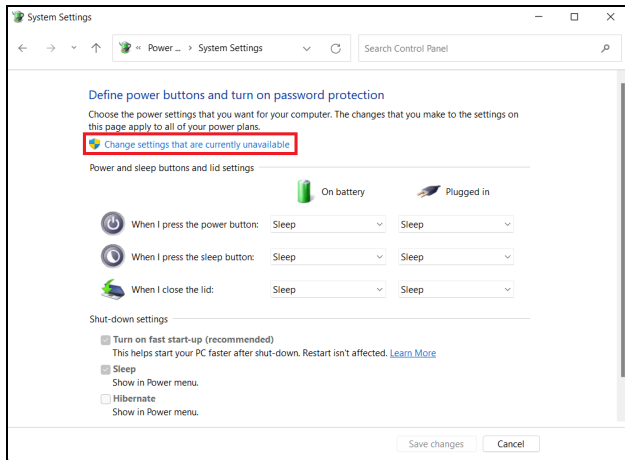 System Settings
« Power ... › System Settings
Search Control Panel
Define power buttons and turn on password protection
Choose the power settings that you want for your computer. The changes that you make to the settings on
this page apply to all of your power plans.
Change settings that are currently unavailable
Power and sleep buttons and lid settings
On battery Plugged in
When I press the power button: Sleep Sleep
When I press the sleep button: Sleep Sleep
When I close the lid: Sleep Sleep
Shut-down settings
Turn on fast start-up (recommended)
This helps start your PC faster after shut-down. Restart isn't affected. Learn More
Sleep
Show in Power menu.
Hibernate
Show in Power menu.
Save changes Cancel